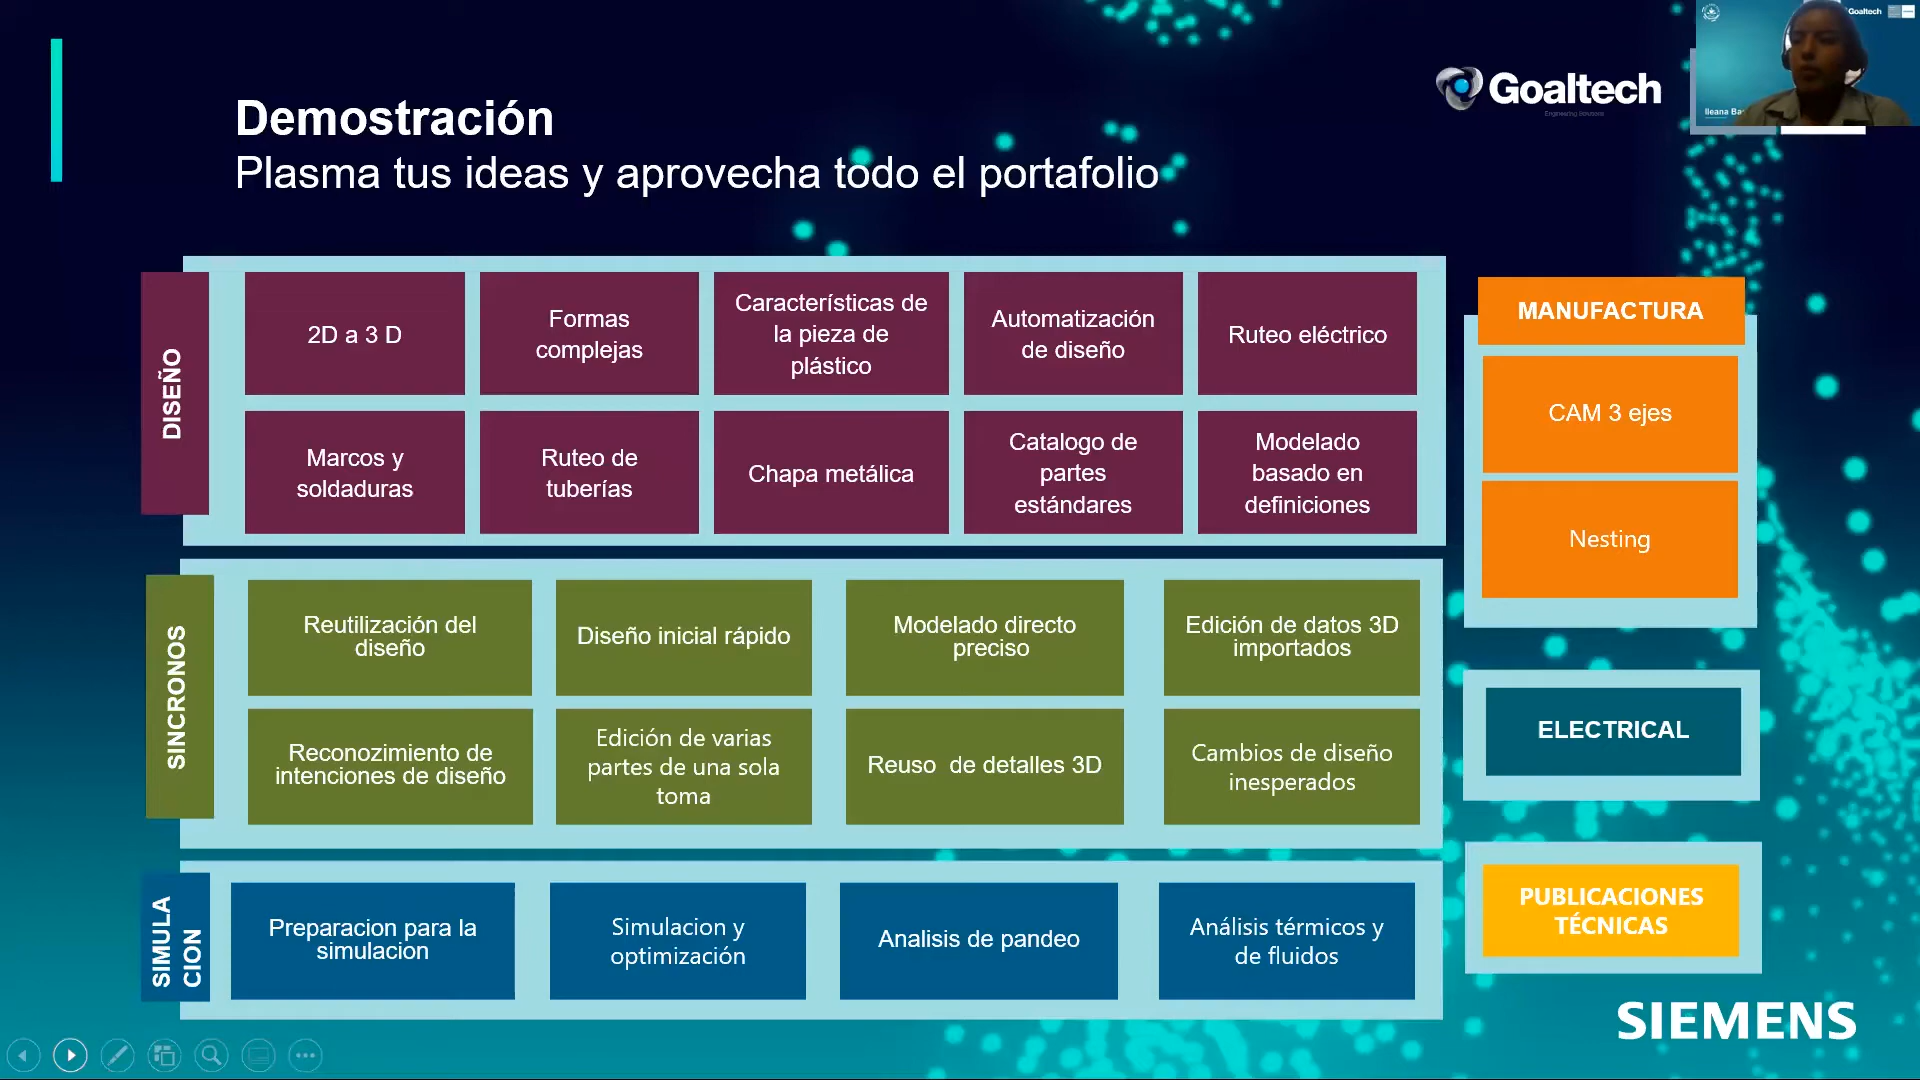 Demostración
Plasma tus ideas y aprovecha todo el portafolio
Goaltech
Engineering Solutions
Goaltech
Ileana
DISEÑO
2D a 3 D
Formas
complejas
Características de
la pieza de
plástico
Automatización
de diseño
Ruteo eléctrico
Marcos y
soldaduras
Ruteo de
tuberías
Chapa metálica
Catalogo de
partes
estándares
Modelado
basado en
definiciones
SINCRONOS
Reutilización del
diseño
Diseño inicial rápido
Modelado directo
preciso
Edición de datos 3D
importados
Reconozimiento de
intenciones de diseño
Edición de varias
partes de una sola
toma
Reuso  de detalles 3D
Cambios de diseño
inesperados
SIMULA
CION
Preparacion para la
simulacion
Simulacion y
optimización
Analisis de pandeo
Análisis térmicos y
de fluidos
MANUFACTURA
CAM 3 ejes
Nesting
ELECTRICAL
PUBLICACIONES
TÉCNICAS
SIEMENS